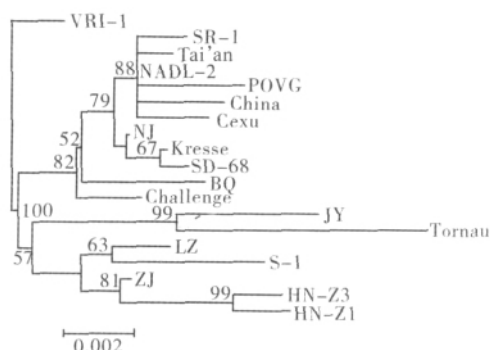 VRI-1
SR-1
Tai'an
88 NADL-2
POVG
79
China
Cexu
NJ
52
67 Kresse
82
SD-68
BQ
Challenge
100
99
JY
Tornau
57
63
LZ
S-1
81 ZJ
99
HN-Z3
HN-Z1
0.002